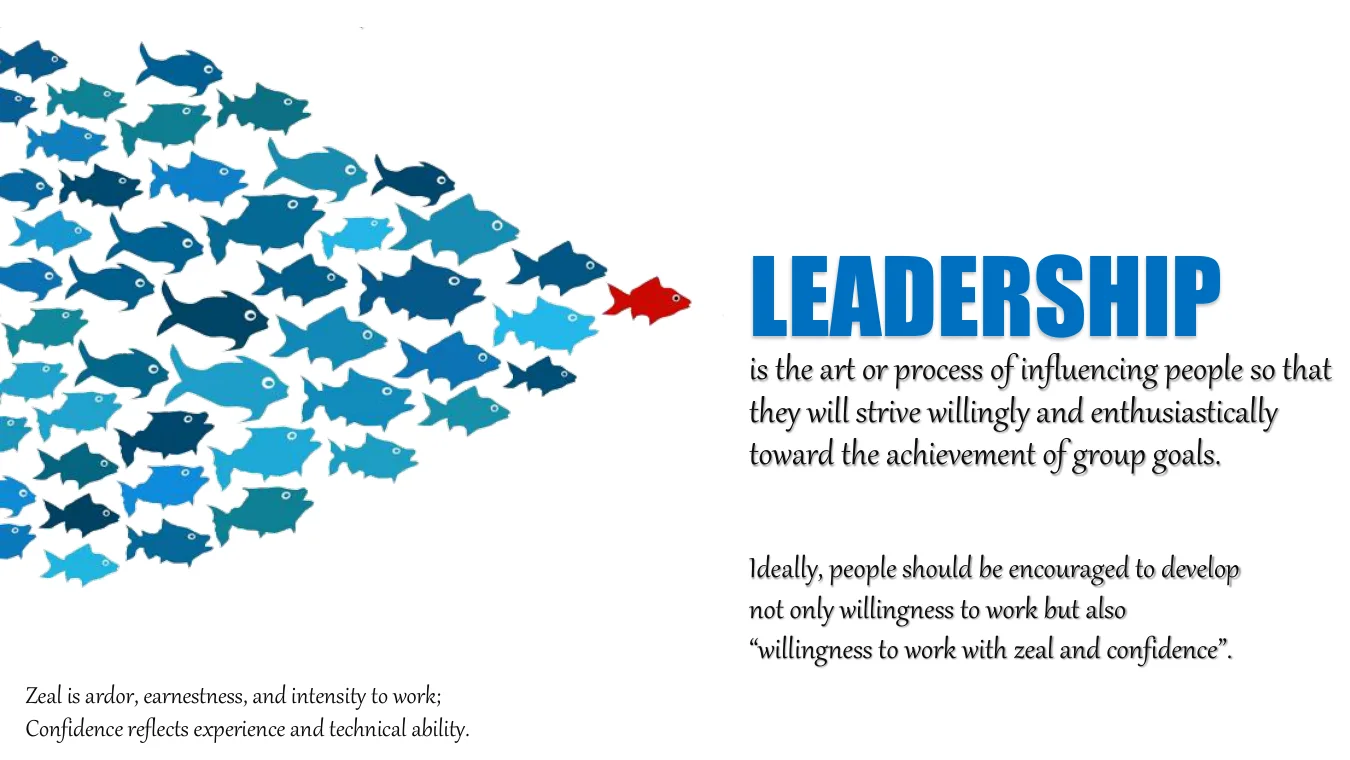 LEADERSHIP
is the art or process of influencing people so that
they will strive willingly and enthusiastically
toward the achievement of group goals.
Ideally, people should be encouraged to develop
not only willingness to work but also
“willingness to work with zeal and confidence”.
Zeal is ardor, earnestness, and intensity to work;
Confidence reflects experience and technical ability.